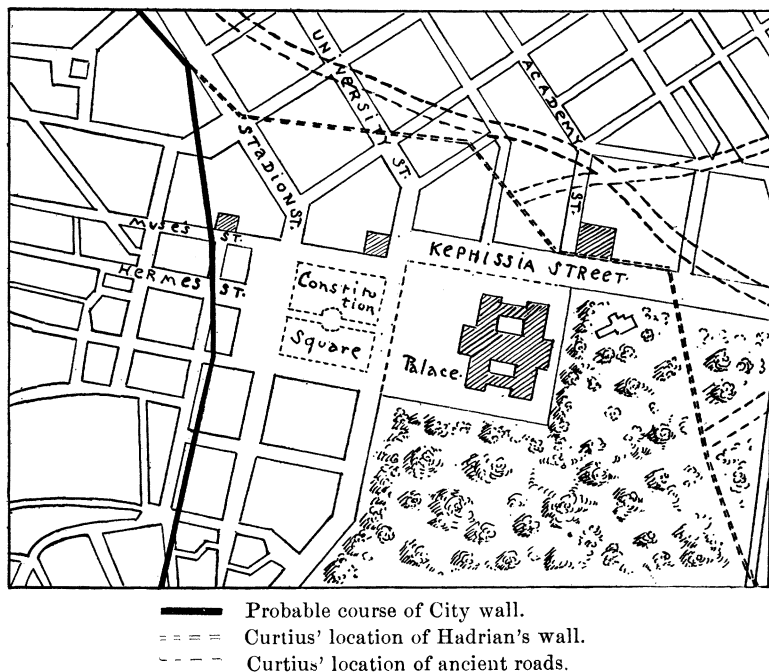 UNIVERSITY ST.
ACADEMY ST.
STADION ST.
MUSES ST.
HERMES ST.
KEPHISSIA STREET.
Constitution
Square
Palace.
Probable course of City wall.
Curtius' location of Hadrian's wall.
Curtius' location of ancient roads.